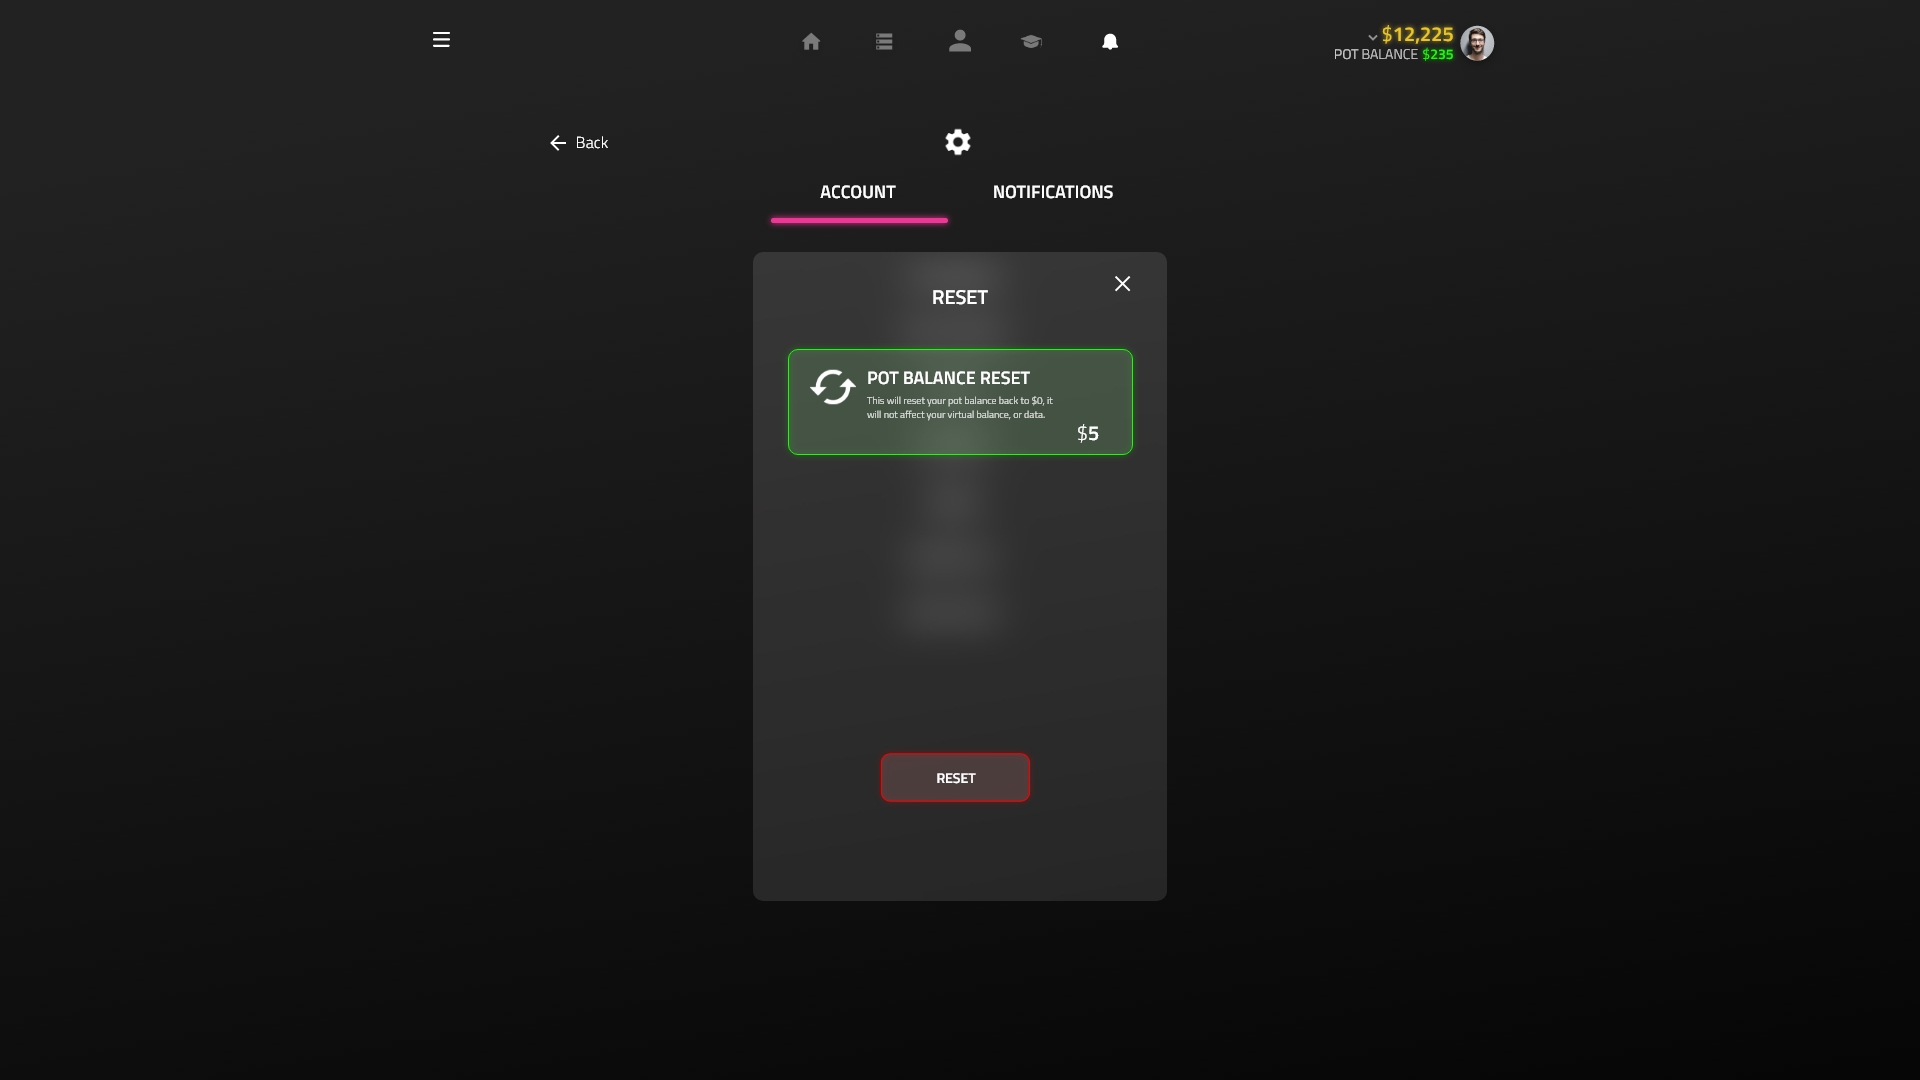 $12,225
POT BALANCE $235
Back
ACCOUNT
NOTIFICATIONS
RESET
POT BALANCE RESET
This will reset your pot balance back to $0, it
will not affect your virtual balance, or data.
$5
RESET